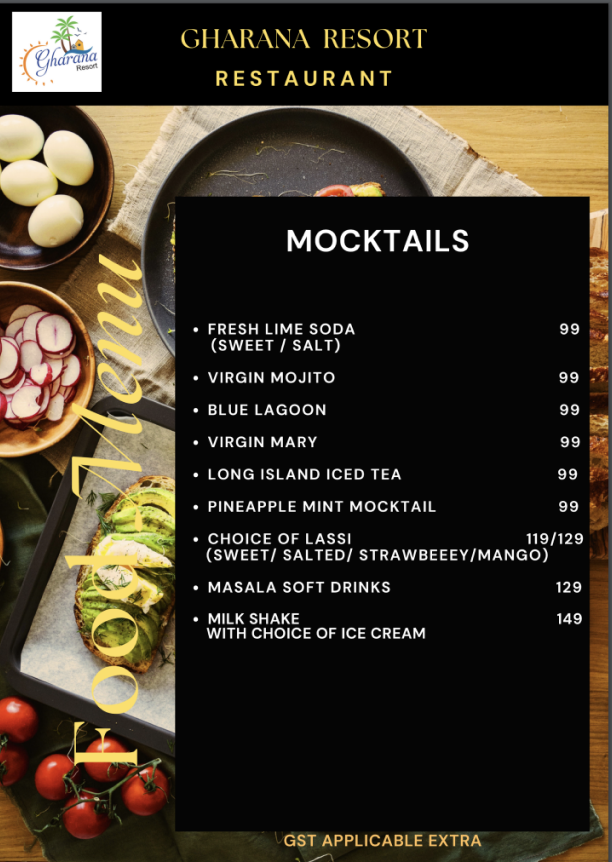 Gharana
Resort
GHARANA RESORT
RESTAURANT
Food Menu
MOCKTAILS
• FRESH LIME SODA 99
(SWEET / SALT)
• VIRGIN MOJITO 99
• BLUE LAGOON 99
• VIRGIN MARY 99
• LONG ISLAND ICED TEA 99
• PINEAPPLE MINT MOCKTAIL 99
• CHOICE OF LASSI 119/129
(SWEET/ SALTED/ STRAWBEEEY/MANGO)
• MASALA SOFT DRINKS 129
• MILK SHAKE 149
WITH CHOICE OF ICE CREAM
GST APPLICABLE EXTRA